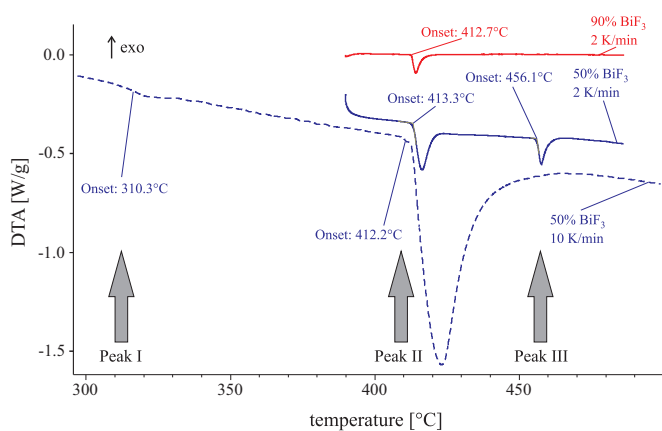 90% BiF3
2 K/min
Onset: 412.7°C
exo
0.0
Onset: 456.1°C
50% BiF3
2 K/min
Onset: 413.3°C
-0.5
Onset: 310.3°C
Onset: 412.2°C
50% BiF3
10 K/min
DTA [W/g]
-1.0
-1.5
Peak I
Peak II
Peak III
300
350
400
450
temperature [°C]